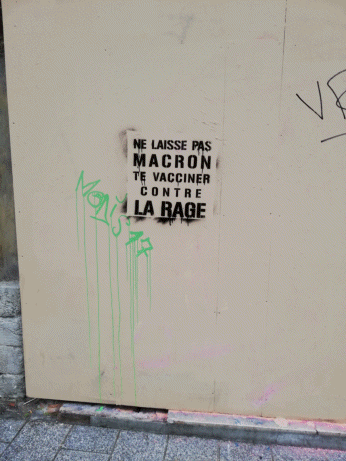 NE LAISSE PAS
MACRON
TE VACCINER
CONTRE
LA RAGE